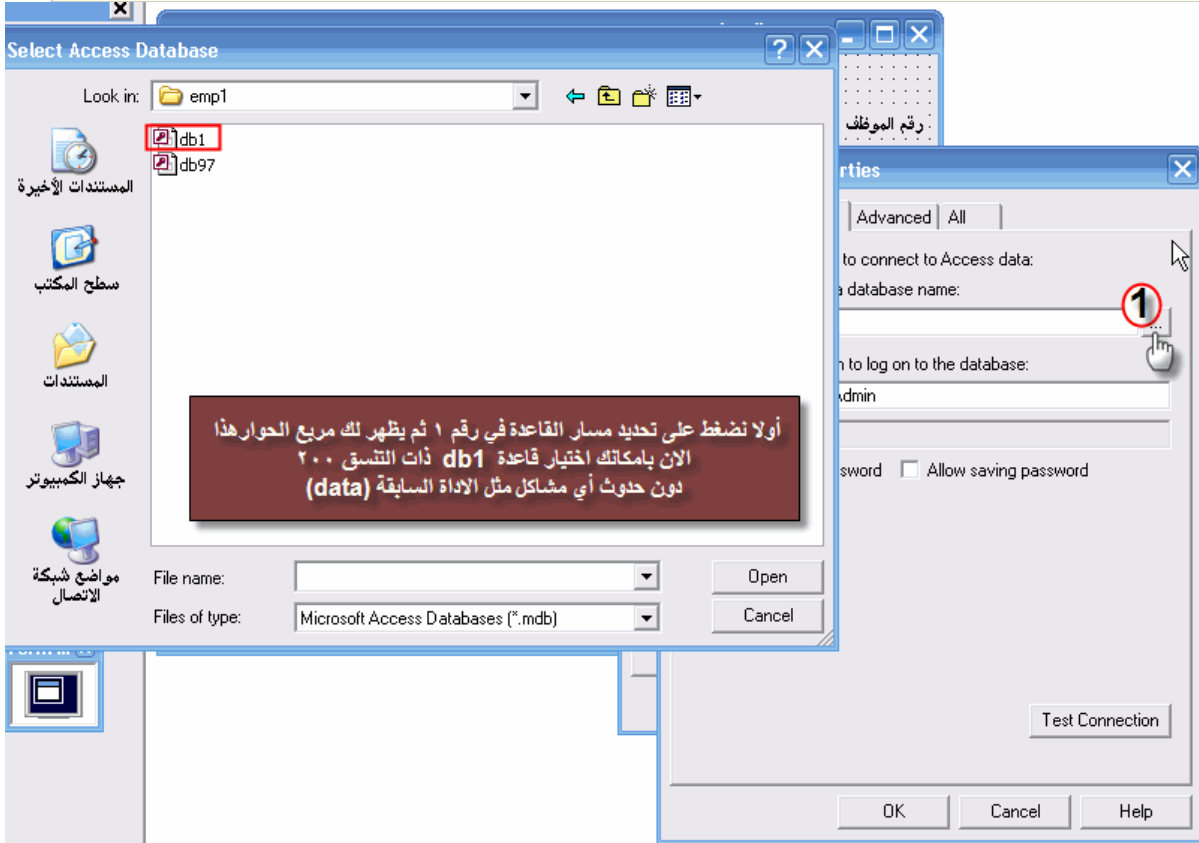 Select Access Database
Look in:
emp1
db1
db97
المستندات الأخيرة
سطح المكتب
المستندات
جهاز الكمبيوتر
مواضع شبكة
الاتصال
أولا نضغط على تحديد مسار القاعدة في رقم ١ ثم يظهر لك مربع الحوارهذا
الان بامكانك اختيار قاعدة db1 ذات التنسق ٢٠٠
دون حدوث أي مشاكل مثل الاداة السابقة (data)
File name:
Open
Files of type:
Microsoft Access Databases (*.mdb)
Cancel
رقم الموظف
rties
Advanced
All
to connect to Access data:
database name:
1
...
to log on to the database:
dmin
sword
Allow saving password
Test Connection
OK
Cancel
Help